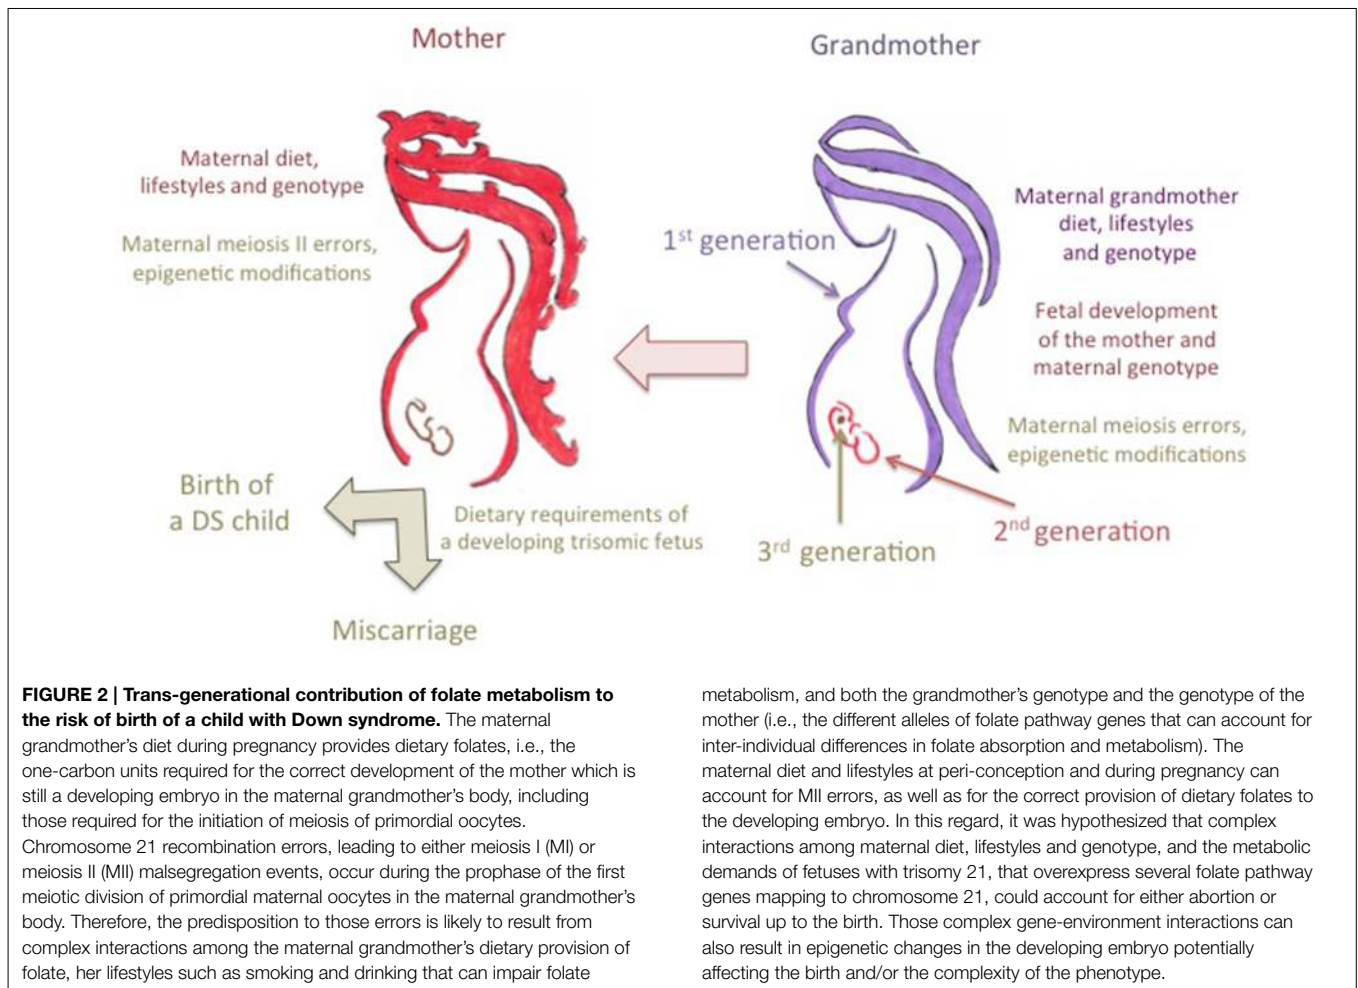 Mother
Grandmother
Maternal diet,
lifestyles and genotype
Maternal meiosis II errors,
epigenetic modifications
1st generation
Maternal grandmother
diet, lifestyles
and genotype
Fetal development
of the mother and
maternal genotype
Maternal meiosis errors,
epigenetic modifications
Birth of
a DS child
Dietary requirements of
a developing trisomic fetus
3rd generation
2nd generation
Miscarriage
FIGURE 2 | Trans-generational contribution of folate metabolism to
the risk of birth of a child with Down syndrome. The maternal
grandmother's diet during pregnancy provides dietary folates, i.e., the
one-carbon units required for the correct development of the mother which is
still a developing embryo in the maternal grandmother's body, including
those required for the initiation of meiosis of primordial oocytes.
Chromosome 21 recombination errors, leading to either meiosis I (MI) or
meiosis II (MII) malsegregation events, occur during the prophase of the first
meiotic division of primordial maternal oocytes in the maternal grandmother's
body. Therefore, the predisposition to those errors is likely to result from
complex interactions among the maternal grandmother's dietary provision of
folate, her lifestyles such as smoking and drinking that can impair folate
metabolism, and both the grandmother's genotype and the genotype of the
mother (i.e., the different alleles of folate pathway genes that can account for
inter-individual differences in folate absorption and metabolism). The
maternal diet and lifestyles at peri-conception and during pregnancy can
account for MII errors, as well as for the correct provision of dietary folates to
the developing embryo. In this regard, it was hypothesized that complex
interactions among maternal diet, lifestyles and genotype, and the metabolic
demands of fetuses with trisomy 21, that overexpress several folate pathway
genes mapping to chromosome 21, could account for either abortion or
survival up to the birth. Those complex gene-environment interactions can
also result in epigenetic changes in the developing embryo potentially
affecting the birth and/or the complexity of the phenotype.